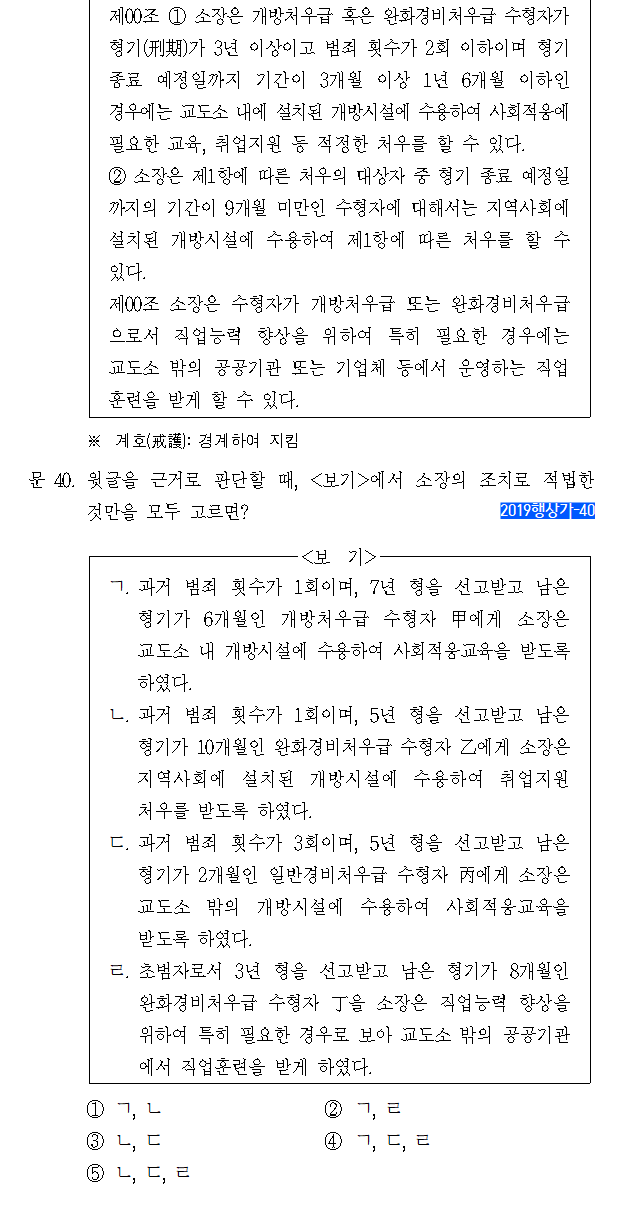 제00조 ① 소장은 개방처우급 혹은 완화경비처우급 수형자가
형기(刑期)가 3년 이상이고 범죄 횟수가 2회 이하이며 형기
종료 예정일까지 기간이 3개월 이상 1년 6개월 이하인
경우에는 교도소 내에 설치된 개방시설에 수용하여 사회적응에
필요한 교육, 취업지원 등 적정한 처우를 할 수 있다.
② 소장은 제1항에 따른 처우의 대상자 중 형기 종료 예정일
까지의 기간이 9개월 미만인 수형자에 대해서는 지역사회에
설치된 개방시설에 수용하여 제1항에 따른 처우를 할 수
있다.
제00조 소장은 수형자가 개방처우급 또는 완화경비처우급
으로서 직업능력 향상을 위하여 특히 필요한 경우에는
교도소 밖의 공공기관 또는 기업체 등에서 운영하는 직업
훈련을 받게 할 수 있다.
※ 계호(戒護): 경계하여 지킴
문 40. 윗글을 근거로 판단할 때, <보기>에서 소장의 조치로 적법한
것만을 모두 고르면? 2019행상가-40
<보 기>
ㄱ. 과거 범죄 횟수가 1회이며, 7년 형을 선고받고 남은
형기가 6개월인 개방처우급 수형자 甲에게 소장은
교도소 내 개방시설에 수용하여 사회적응교육을 받도록
하였다.
ㄴ. 과거 범죄 횟수가 1회이며, 5년 형을 선고받고 남은
형기가 10개월인 완화경비처우급 수형자 乙에게 소장은
지역사회에 설치된 개방시설에 수용하여 취업지원
처우를 받도록 하였다.
ㄷ. 과거 범죄 횟수가 3회이며, 5년 형을 선고받고 남은
형기가 2개월인 일반경비처우급 수형자 丙에게 소장은
교도소 밖의 개방시설에 수용하여 사회적응교육을
받도록 하였다.
ㄹ. 초범자로서 3년 형을 선고받고 남은 형기가 8개월인
완화경비처우급 수형자 丁을 소장은 직업능력 향상을
위하여 특히 필요한 경우로 보아 교도소 밖의 공공기관
에서 직업훈련을 받게 하였다.
① ㄱ, ㄴ ② ㄱ, ㄹ
③ ㄴ, ㄷ ④ ㄱ, ㄷ, ㄹ
⑤ ㄴ, ㄷ, ㄹ